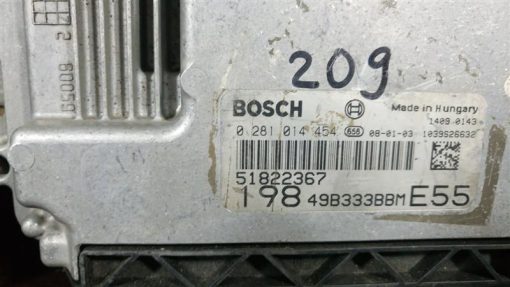 209
BOSCH
Made in Hungary
1409 0143
0 281 014 454 656 08-01-03 1039S26632
51822367
198 49B333BBM E55